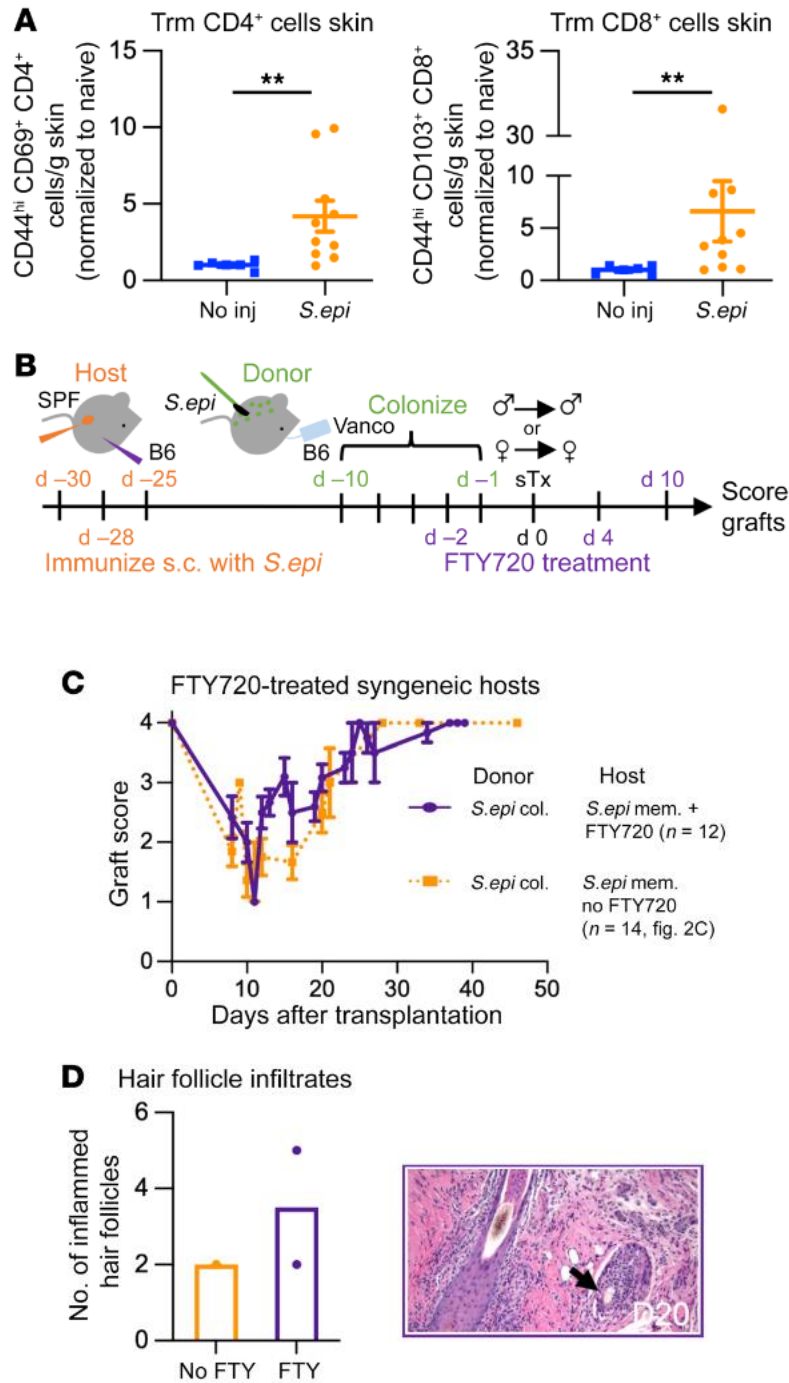 A
Trm CD4+ cells skin
CD44hi CD69+ CD4+
cells/g skin
(normalized to naive)
15
10
5
0
**
No inj
S.epi
Trm CD8+ cells skin
CD44hi CD103+ CD8+
cells/g skin
(normalized to naive)
35
30
10
5
0
**
No inj
S.epi
B
Host
SPF
B6
S.epi
Donor
Vanco
B6
Colonize
♂ ♂
or
♀ ♀
d –30
d –25
d –10
d –1
sTx
d 10
Score
grafts
d –28
d –2
d 0
d 4
Immunize s.c. with S.epi
FTY720 treatment
C
FTY720-treated syngeneic hosts
Graft score
4
3
2
1
0
0
10
20
30
40
50
Days after transplantation
Donor
Host
S.epi col.
S.epi mem. +
FTY720 (n = 12)
S.epi col.
S.epi mem.
no FTY720
(n = 14, fig. 2C)
D
Hair follicle infiltrates
No. of inflammed
hair follicles
6
4
2
0
No FTY
FTY
D20